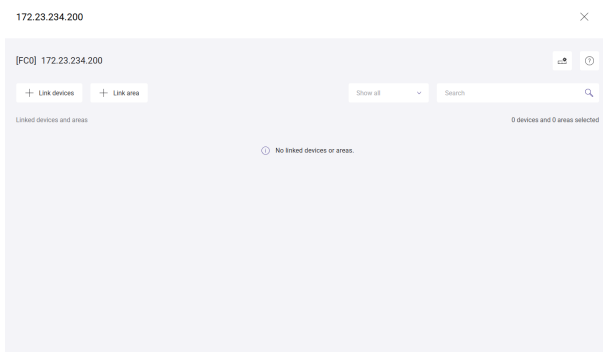 172.23.234.200
[FC0] 172.23.234.200
Link devices
Link area
Show all
Search
Linked devices and areas
0 devices and 0 areas selected
No linked devices or areas.